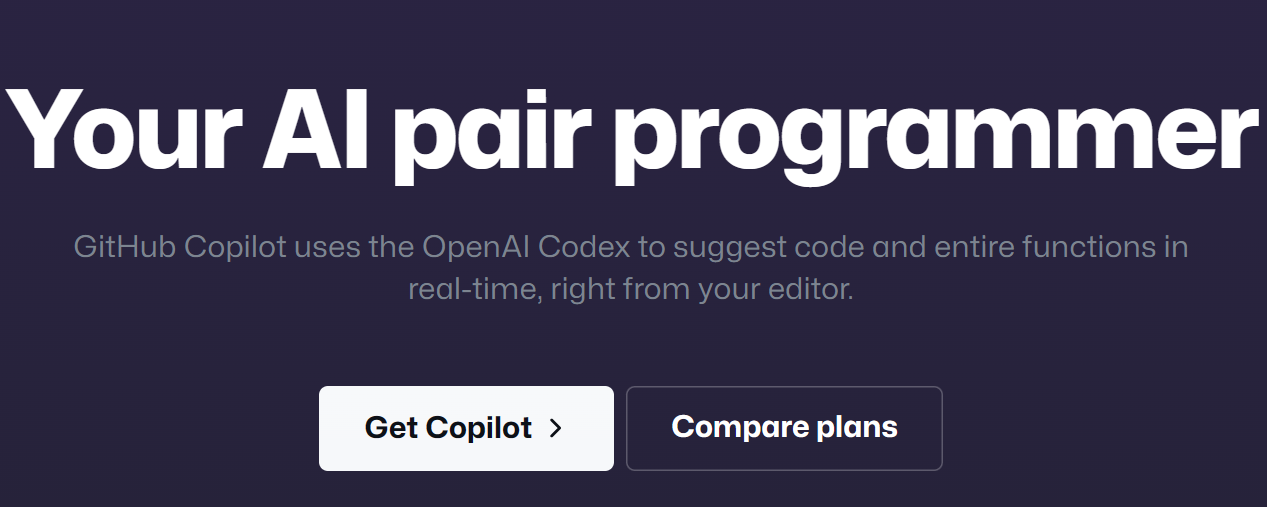 Your AI pair programmer
GitHub Copilot uses the OpenAI Codex to suggest code and entire functions in
real-time, right from your editor.
Get Copilot
Compare plans